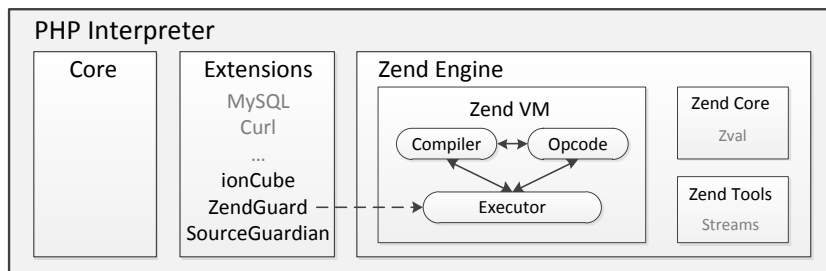 PHP Interpreter
Core
Extensions
MySQL
Curl
...
ionCube
ZendGuard
SourceGuardian
Zend Engine
Zend VM
Compiler
Opcode
Executor
Zend Core
Zval
Zend Tools
Streams